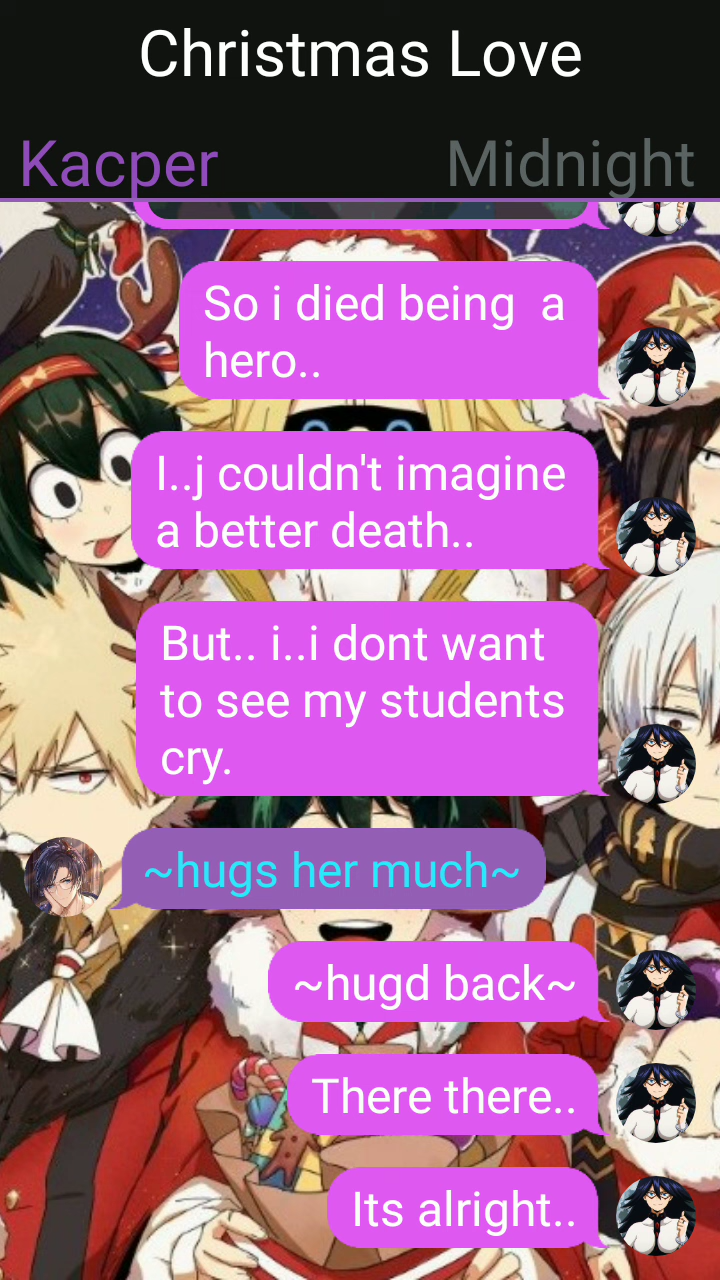 Christmas Love
Kacper
Midnight
So i died being  a
hero..
I..j couldn't imagine
a better death..
But.. i..i dont want
to see my students
cry.
~hugs her much~
~hugd back~
There there..
Its alright..